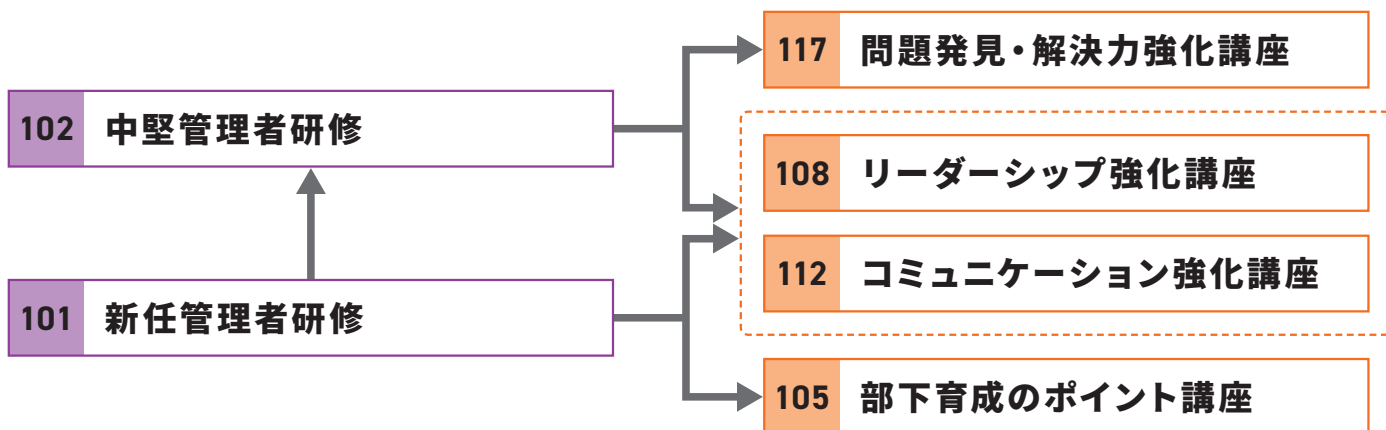 102 中堅管理者研修
101 新任管理者研修
117 問題発見・解決力強化講座
108 リーダーシップ強化講座
112 コミュニケーション強化講座
105 部下育成のポイント講座